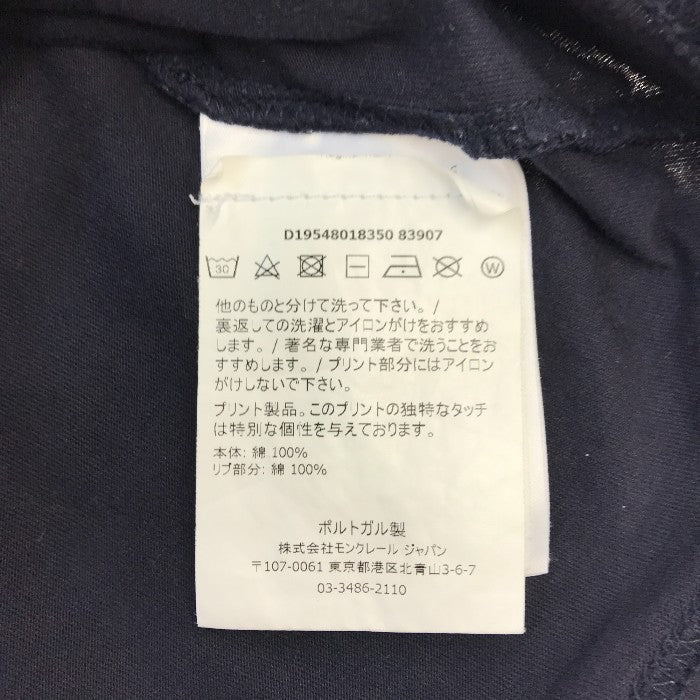 D19548018350 83907
30 W
他のものと分けて洗って下さい。/
裏返しての洗濯とアイロンがけをおすすめ
します。/ 著名な専門業者で洗うことをお
すすめします。/ プリント部分にはアイロン
がけしないで下さい。
プリント製品。このプリントの独特なタッチ
は特別な個性を与えております。
本体: 綿 100%
リブ部分: 綿 100%
ポルトガル製
株式会社モンクレール ジャパン
〒107-0061 東京都港区北青山3-6-7
03-3486-2110